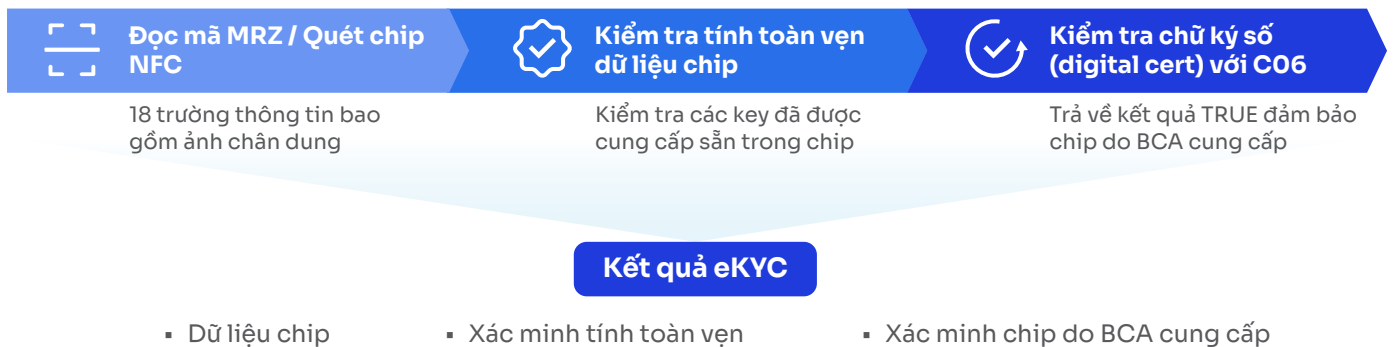 Đọc mã MRZ / Quét chip
NFC
18 trường thông tin bao
gồm ảnh chân dung
Kiểm tra tính toàn vẹn
dữ liệu chip
Kiểm tra các key đã được
cung cấp sẵn trong chip
Kiểm tra chữ ký số
(digital cert) với C06
Trả về kết quả TRUE đảm bảo
chip do BCA cung cấp
Kết quả eKYC
▪ Dữ liệu chip
▪ Xác minh tính toàn vẹn
▪ Xác minh chip do BCA cung cấp